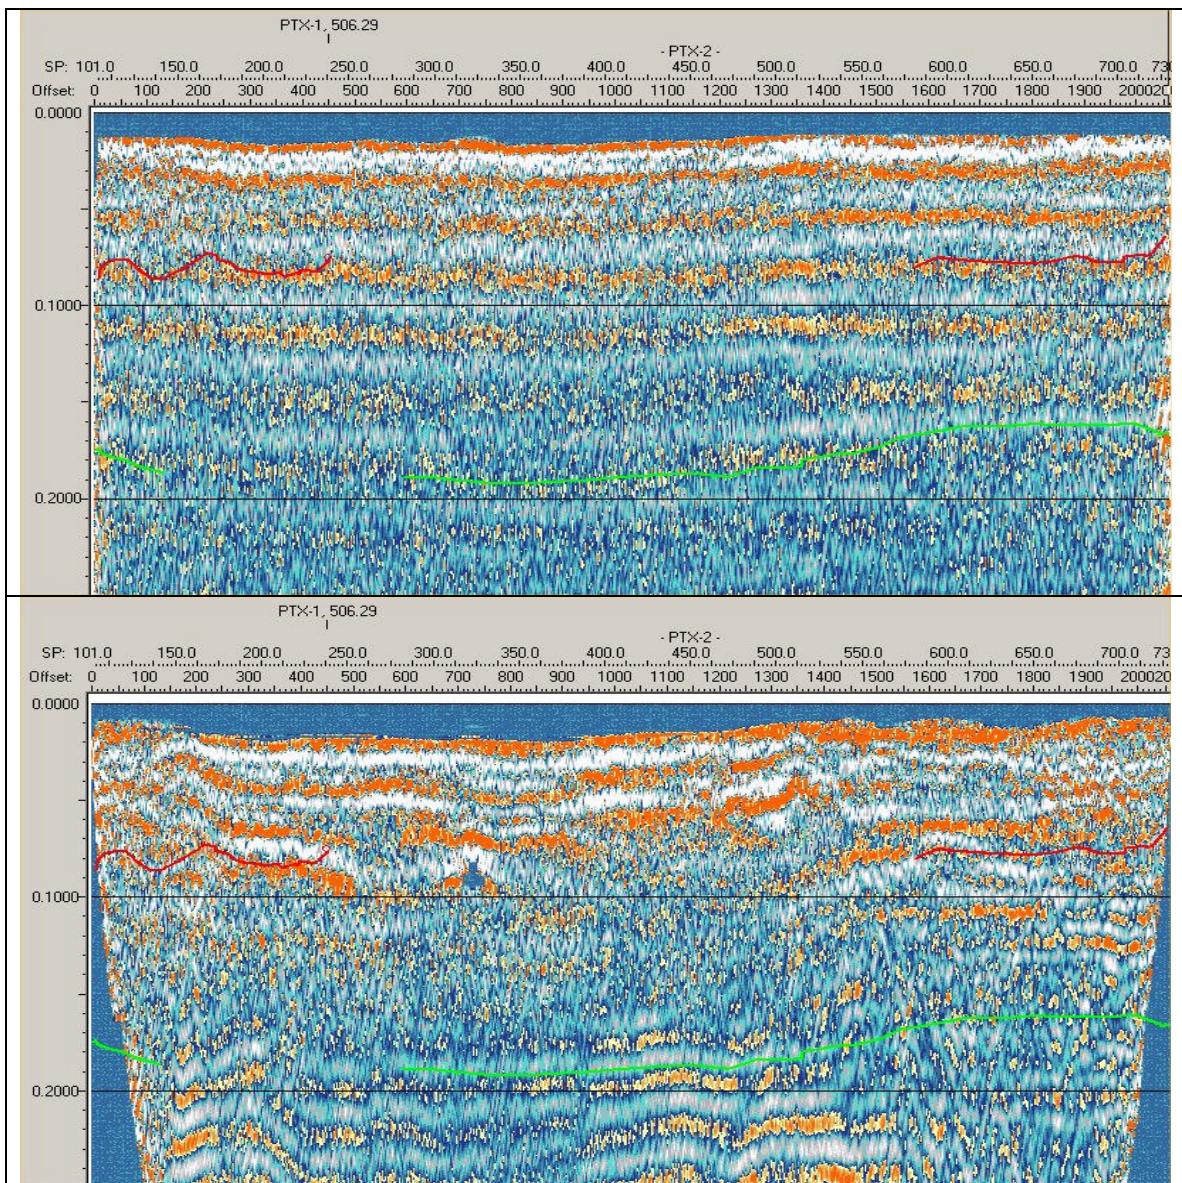 PTX-1, 506.29
- PTX-2 -
SP: 101.0 150.0 200.0 250.0 300.0 350.0 400.0 450.0 500.0 550.0 600.0 650.0 700.0 73
Offset: 0 100 200 300 400 500 600 700 800 900 1000 1100 1200 1300 1400 1500 1600 1700 1800 1900 200020
0.0000
0.1000
0.2000
PTX-1, 506.29
- PTX-2 -
SP: 101.0 150.0 200.0 250.0 300.0 350.0 400.0 450.0 500.0 550.0 600.0 650.0 700.0 73
Offset: 0 100 200 300 400 500 600 700 800 900 1000 1100 1200 1300 1400 1500 1600 1700 1800 1900 200020
0.0000
0.1000
0.2000